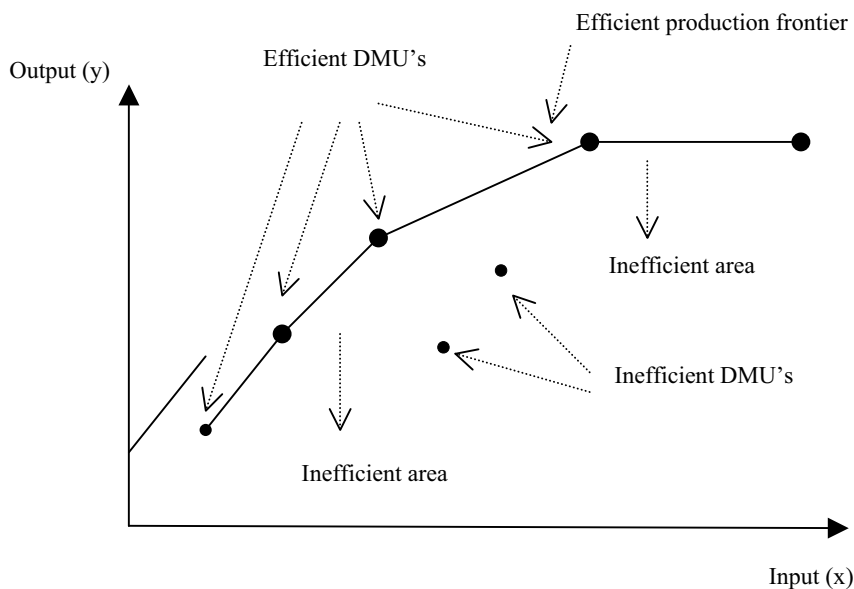 Efficient production frontier
Efficient DMU's
Output (y)
Inefficient area
Inefficient DMU's
Inefficient area
Input (x)